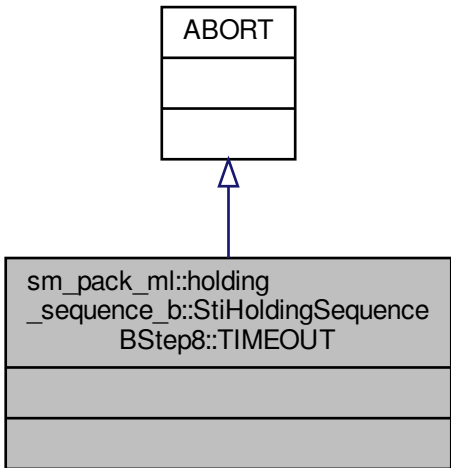 ABORT
sm_pack_ml::holding
_sequence_b::StiHoldingSequence
BStep8::TIMEOUT